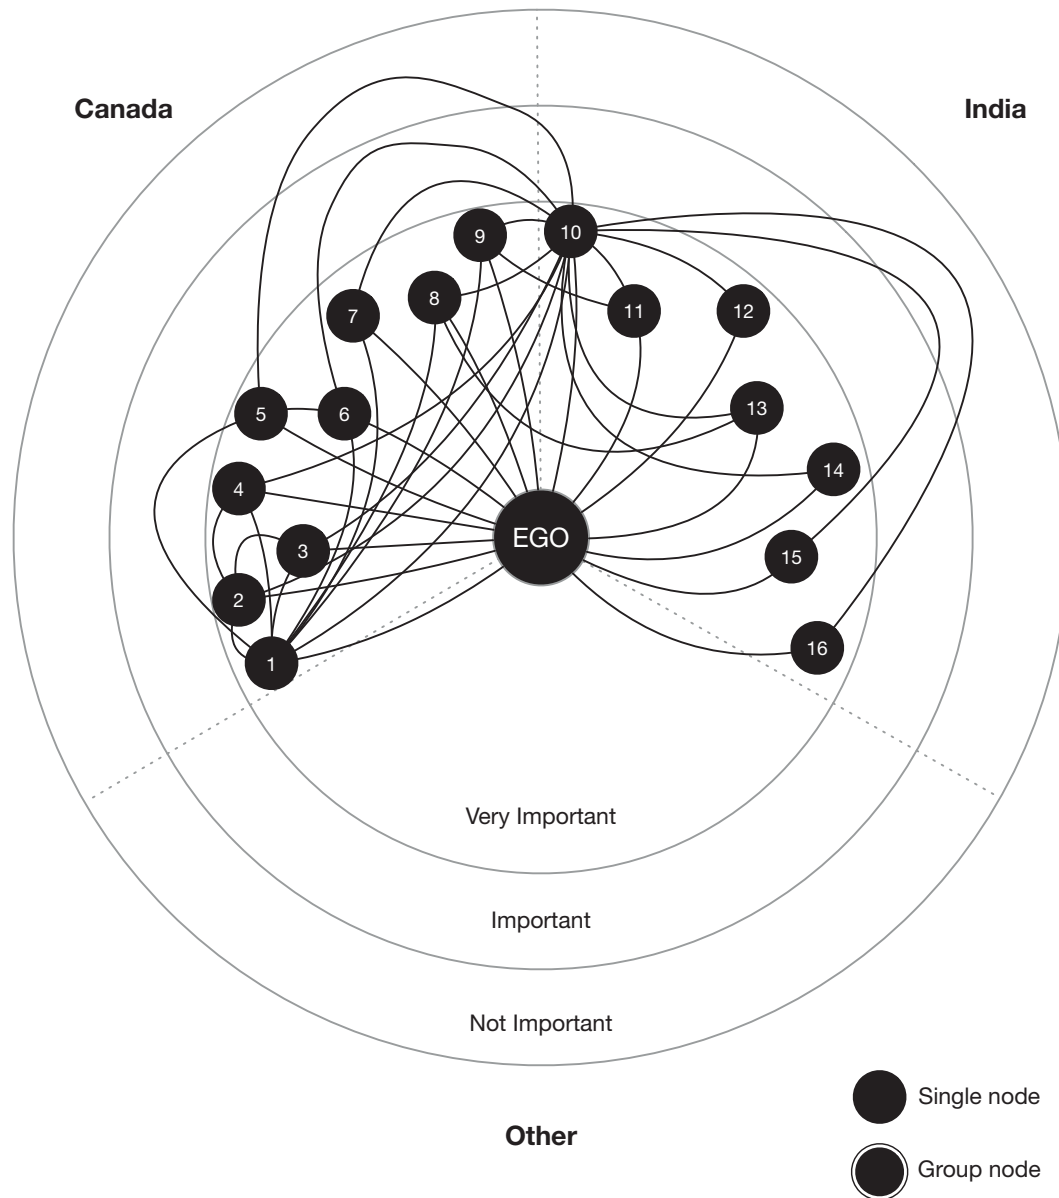 Canada
India
9
10
8
7
11
12
5
6
13
4
14
3
EGO
15
2
1
16
Very Important
Important
Not Important
Single node
Other
Group node